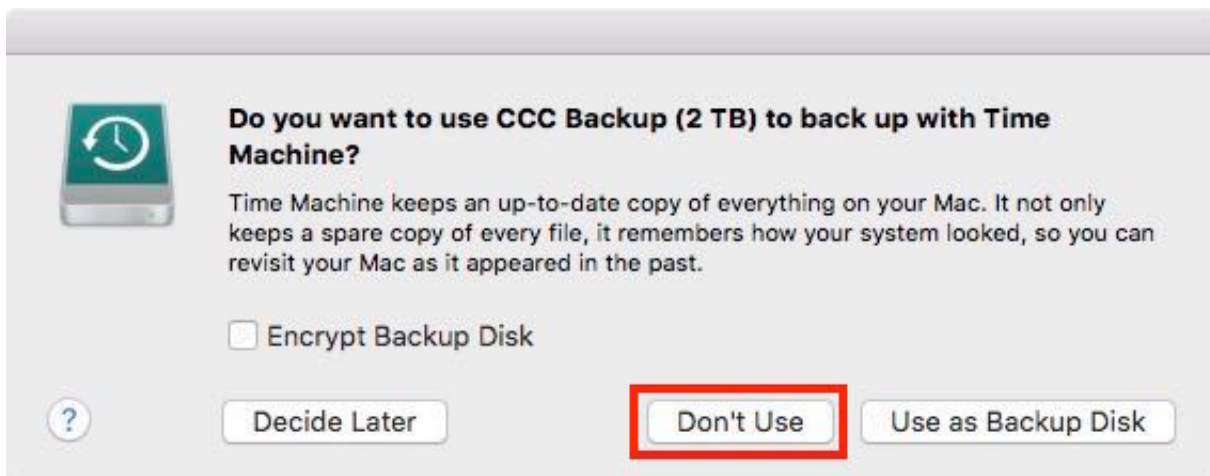 Do you want to use CCC Backup (2 TB) to back up with Time
Machine?
Time Machine keeps an up-to-date copy of everything on your Mac. It not only
keeps a spare copy of every file, it remembers how your system looked, so you can
revisit your Mac as it appeared in the past.
Encrypt Backup Disk
? Decide Later Don't Use Use as Backup Disk